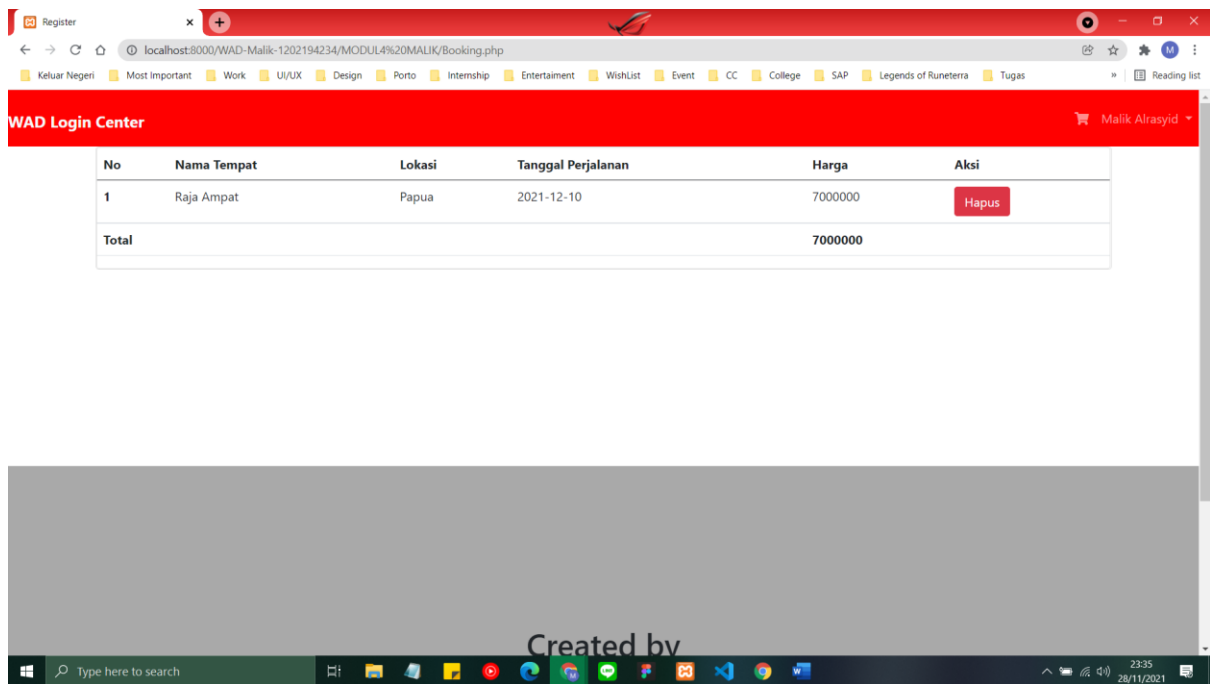 Register
localhost:8000/WAD-Malik-1202194234/MODUL4%20MALIK/Booking.php
M
Keluar Negeri Most Important Work UI/UX Design Porto Internship Entertaiment WishList Event CC College SAP Legends of Runeterra Tugas » Reading list
WAD Login Center Malik Alrasyid
No Nama Tempat Lokasi Tanggal Perjalanan Harga Aksi
1 Raja Ampat Papua 2021-12-10 7000000 Hapus
Total 7000000
Created by
Type here to search
23:35
28/11/2021